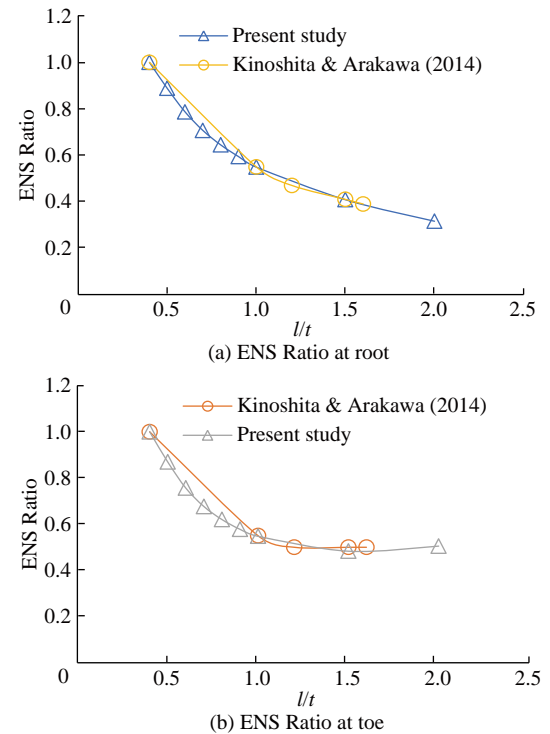 1.2
Present study
Kinoshita & Arakawa (2014)
1.0
0.8
0.6
0.4
0.2
ENS Ratio
0
0.5
1.0
1.5
2.0
2.5
l/t
(a) ENS Ratio at root
1.2
Kinoshita & Arakawa (2014)
Present study
1.0
0.8
0.6
0.4
0.2
ENS Ratio
0
0.5
1.0
1.5
2.0
2.5
l/t
(b) ENS Ratio at toe